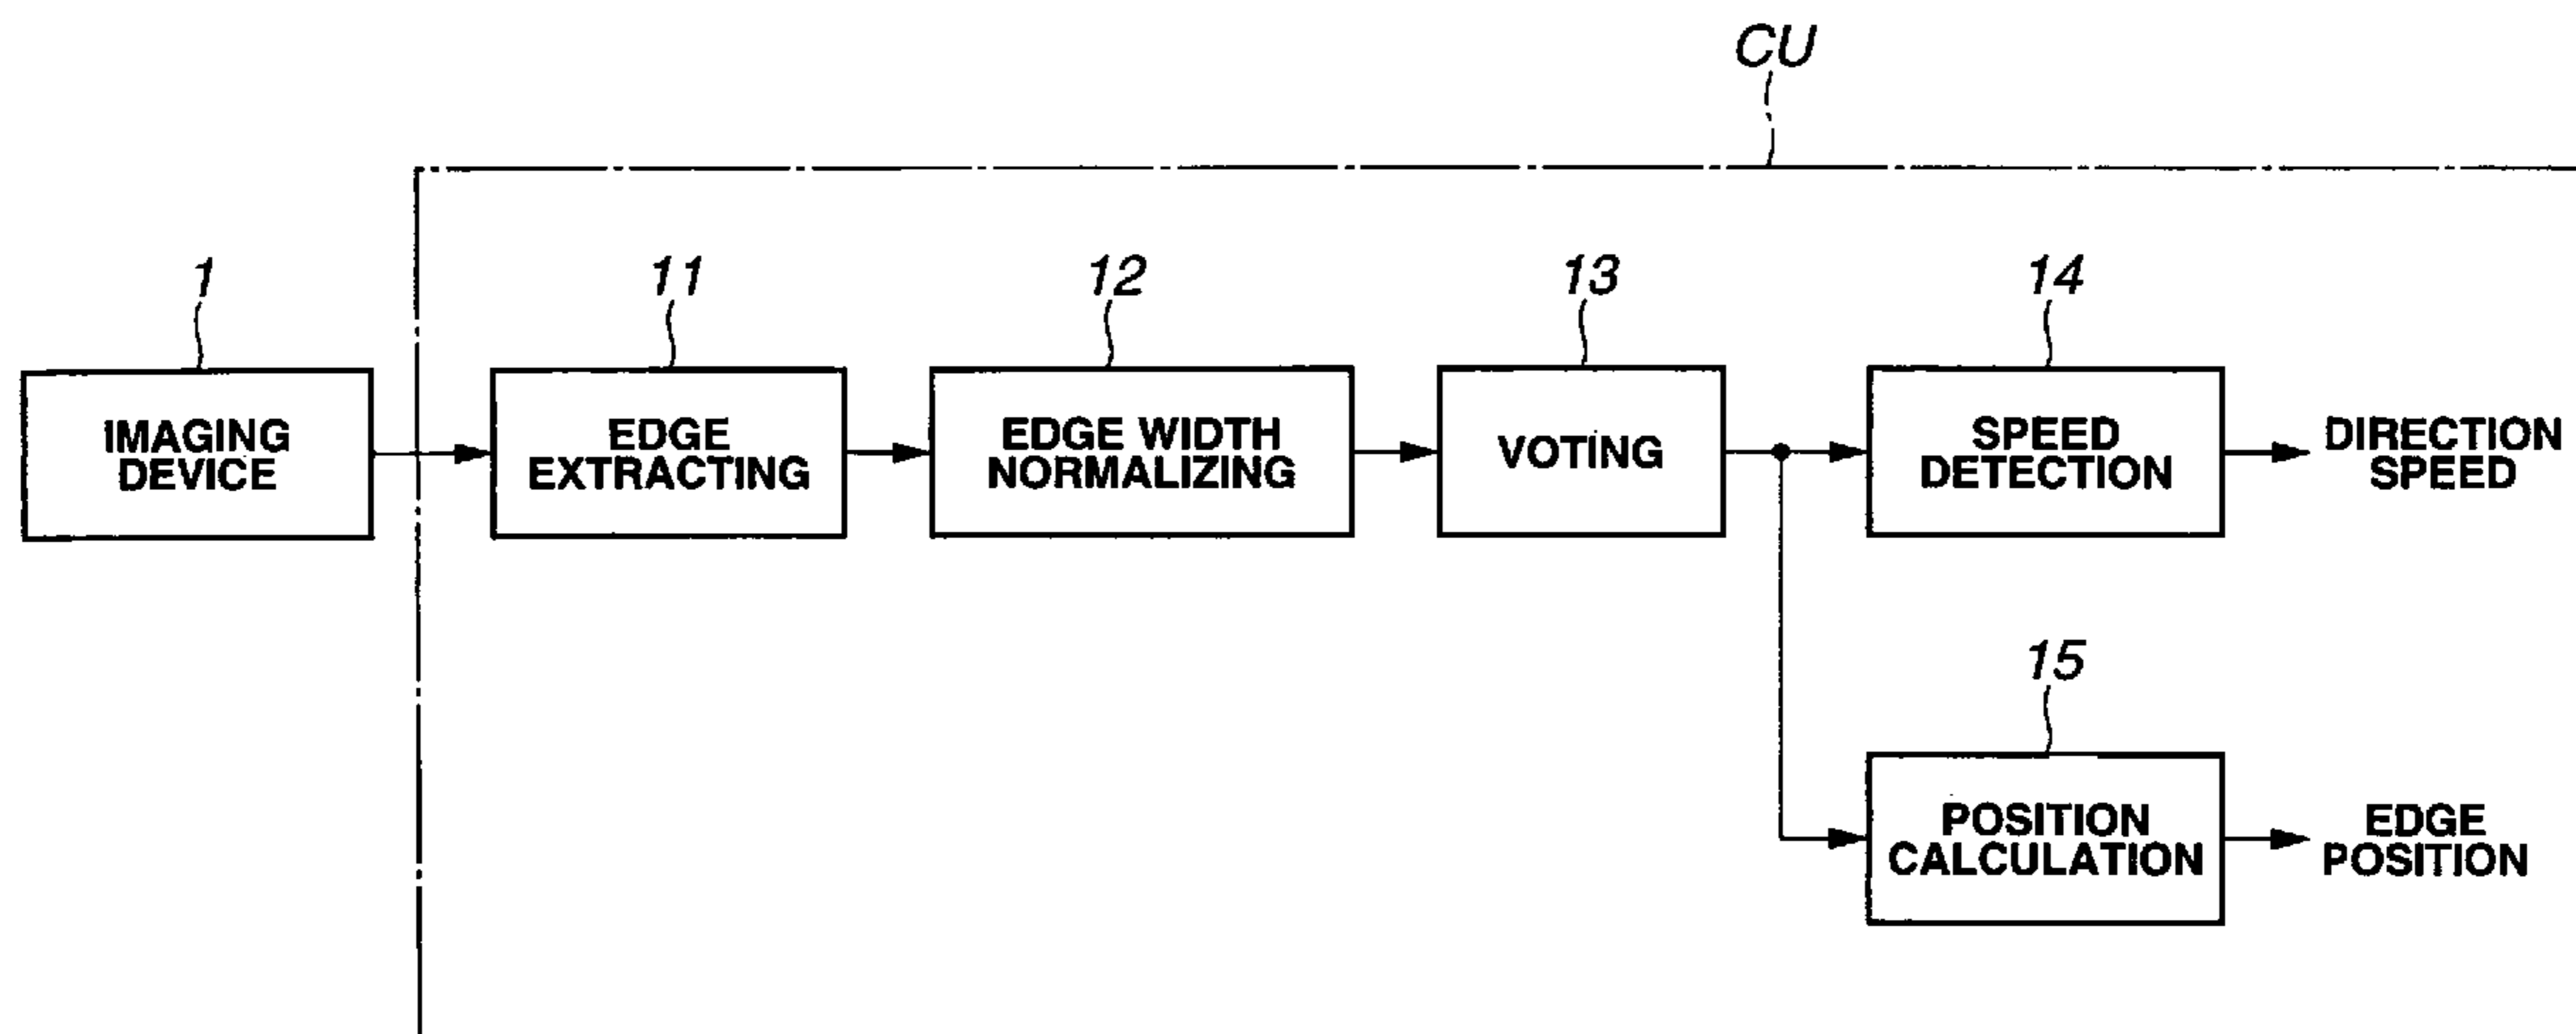 CU
1
11
12
13
14
IMAGING
DEVICE
EDGE
EXTRACTING
EDGE WIDTH
NORMALIZING
VOTING
SPEED
DETECTION
DIRECTION
SPEED
15
POSITION
CALCULATION
EDGE
POSITION